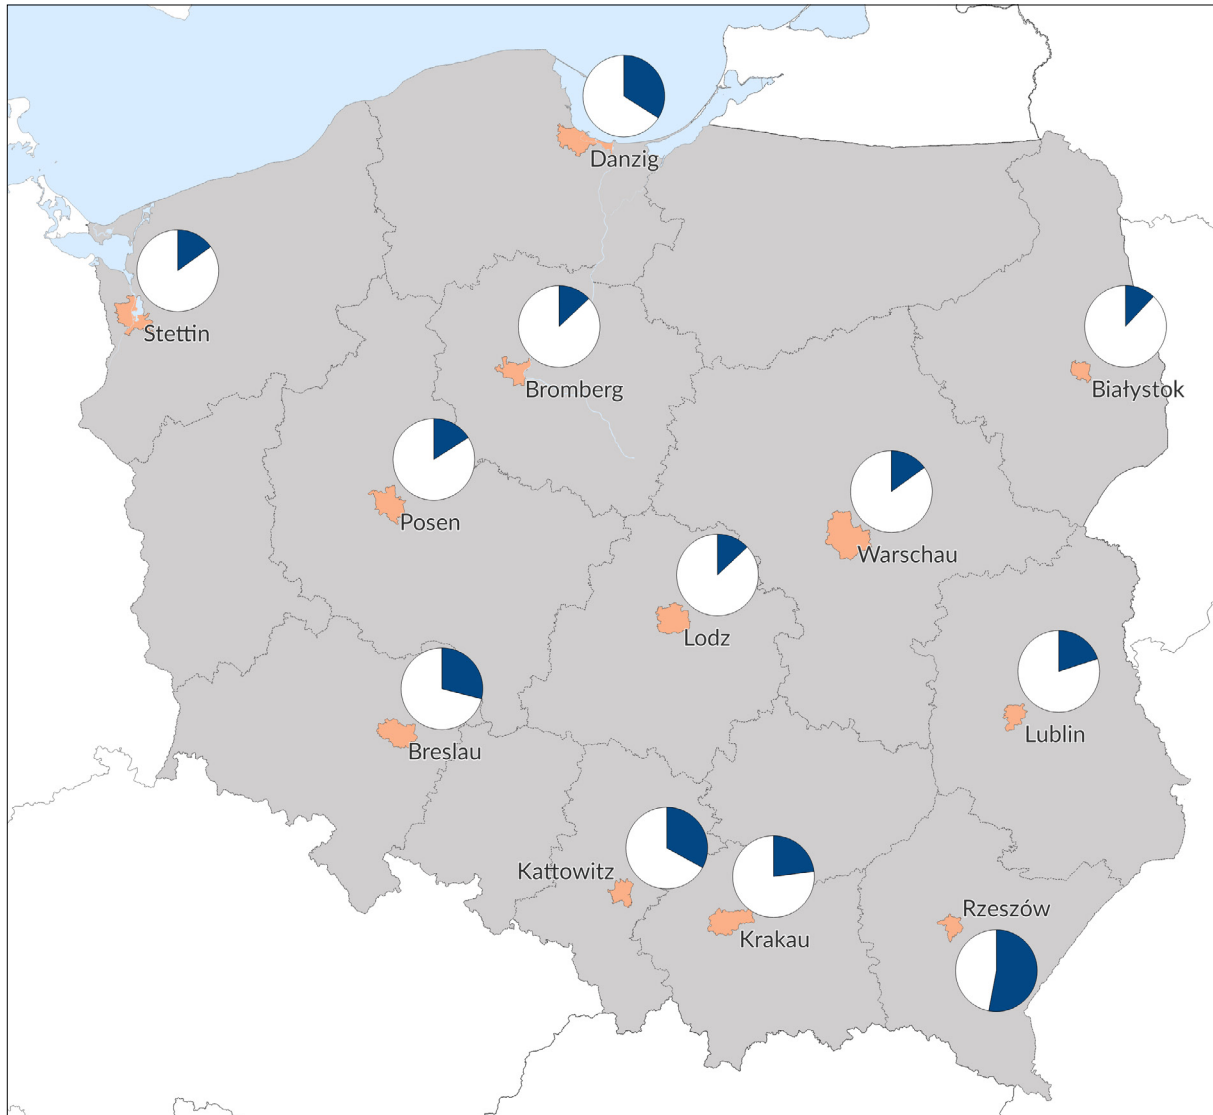 Danzig
Stettin
Bromberg
Białystok
Posen
Warschau
Lodz
Lublin
Breslau
Kattowitz
Krakau
Rzeszów